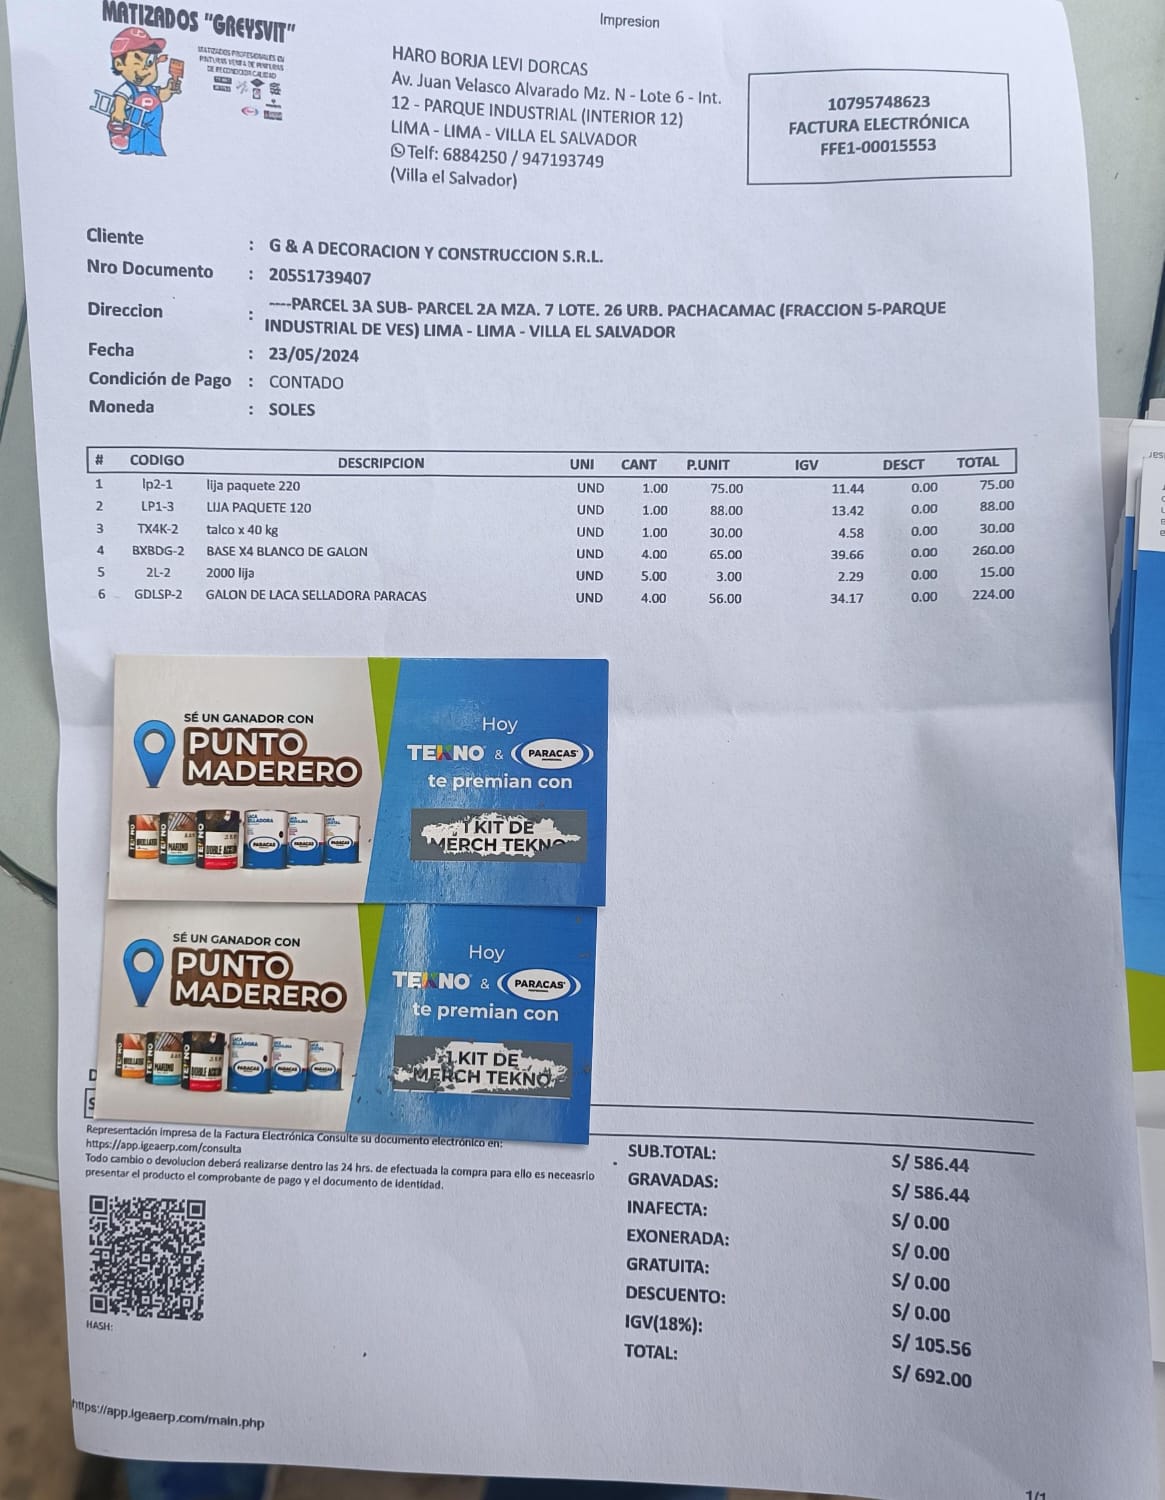 MATIZADOS "GREYSVIT"
MATIZADOS PROFESIONALES EN
PINTURAS VENTA DE PINTURAS
DE RECONOCIDA CALIDAD
Impresion
HARO BORJA LEVI DORCAS
Av. Juan Velasco Alvarado Mz. N - Lote 6 - Int.
12 - PARQUE INDUSTRIAL (INTERIOR 12)
LIMA - LIMA - VILLA EL SALVADOR
Telf: 6884250 / 947193749
(Villa el Salvador)
10795748623
FACTURA ELECTRÓNICA
FFE1-00015553
Cliente : G & A DECORACION Y CONSTRUCCION S.R.L.
Nro Documento : 20551739407
Direccion : ----PARCEL 3A SUB- PARCEL 2A MZA. 7 LOTE. 26 URB. PACHACAMAC (FRACCION 5-PARQUE
INDUSTRIAL DE VES) LIMA - LIMA - VILLA EL SALVADOR
Fecha : 23/05/2024
Condición de Pago : CONTADO
Moneda : SOLES
# CODIGO DESCRIPCION UNI CANT P.UNIT IGV DESCT TOTAL
1 lp2-1 lija paquete 220 UND 1.00 75.00 11.44 0.00 75.00
2 LP1-3 LIJA PAQUETE 120 UND 1.00 88.00 13.42 0.00 88.00
3 TX4K-2 talco x 40 kg UND 1.00 30.00 4.58 0.00 30.00
4 BXBDG-2 BASE X4 BLANCO DE GALON UND 4.00 65.00 39.66 0.00 260.00
5 2L-2 2000 lija UND 5.00 3.00 2.29 0.00 15.00
6 GDLSP-2 GALON DE LACA SELLADORA PARACAS UND 4.00 56.00 34.17 0.00 224.00
SÉ UN GANADOR CON
PUNTO
MADERERO
Hoy
TEKNO & PARACAS
te premian con
1 KIT DE
MERCH TEKNO
SÉ UN GANADOR CON
PUNTO
MADERERO
Hoy
TEKNO & PARACAS
te premian con
1 KIT DE
MERCH TEKNO
Representación impresa de la Factura Electrónica Consulte su documento electrónico en:
https://app.igeaerp.com/consulta
Todo cambio o devolucion deberá realizarse dentro las 24 hrs. de efectuada la compra para ello es neceasrio
presentar el producto el comprobante de pago y el documento de identidad.
HASH:
SUB.TOTAL: S/ 586.44
GRAVADAS: S/ 586.44
INAFECTA: S/ 0.00
EXONERADA: S/ 0.00
GRATUITA: S/ 0.00
DESCUENTO: S/ 0.00
IGV(18%): S/ 105.56
TOTAL: S/ 692.00
https://app.igeaerp.com/main.php
1/1